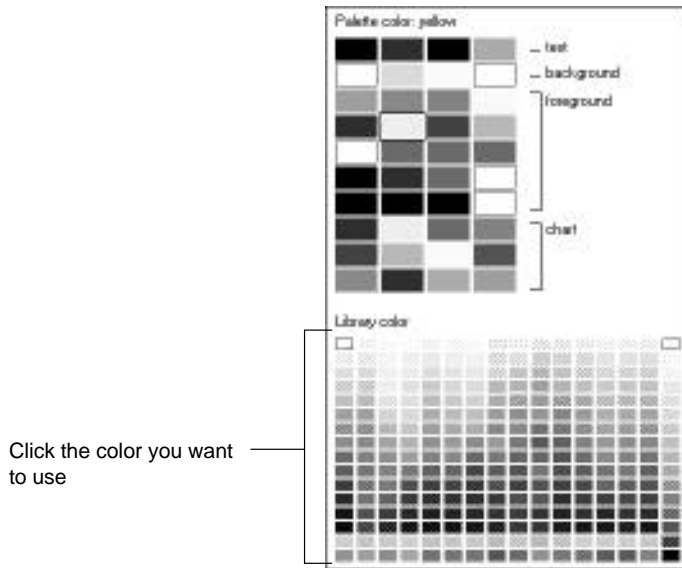 Palette color: yellow
text
background
foreground
chart
Library color
Click the color you want
to use